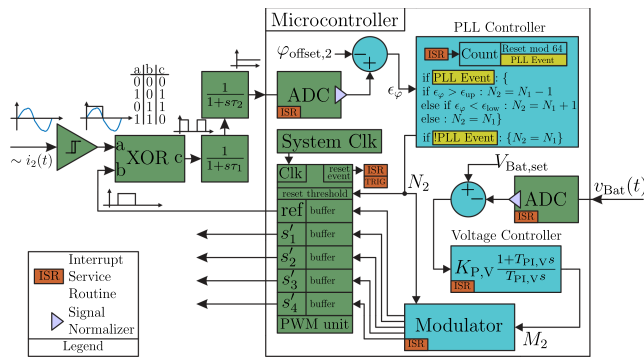 Microcontroller
PLL Controller
φoffset,2
ISR
Count
Reset mod 64
PLL Event
a b c
0 0 0
0 1 1
1 0 1
1 1 0
1
1+sτ2
ADC
ISR
ϵφ
if PLL Event: {
if ϵφ > ϵup : N2 = N1 − 1
else if ϵφ < ϵlow : N2 = N1 + 1
else : N2 = N1}
if !PLL Event: {N2 = N1}
∼ i2(t)
a
b
XOR c
1
1+sτ1
System Clk
Clk
reset event
ISR
TRIG
reset threshold
N2
VBat,set
ADC
ISR
vBat(t)
ref buffer
s′1 buffer
s′2 buffer
s′3 buffer
s′4 buffer
PWM unit
Voltage Controller
KP,V 1+TPI,Vs
TPI,Vs
ISR
Modulator
ISR
M2
ISR
Interrupt
Service
Routine
Signal
Normalizer
Legend